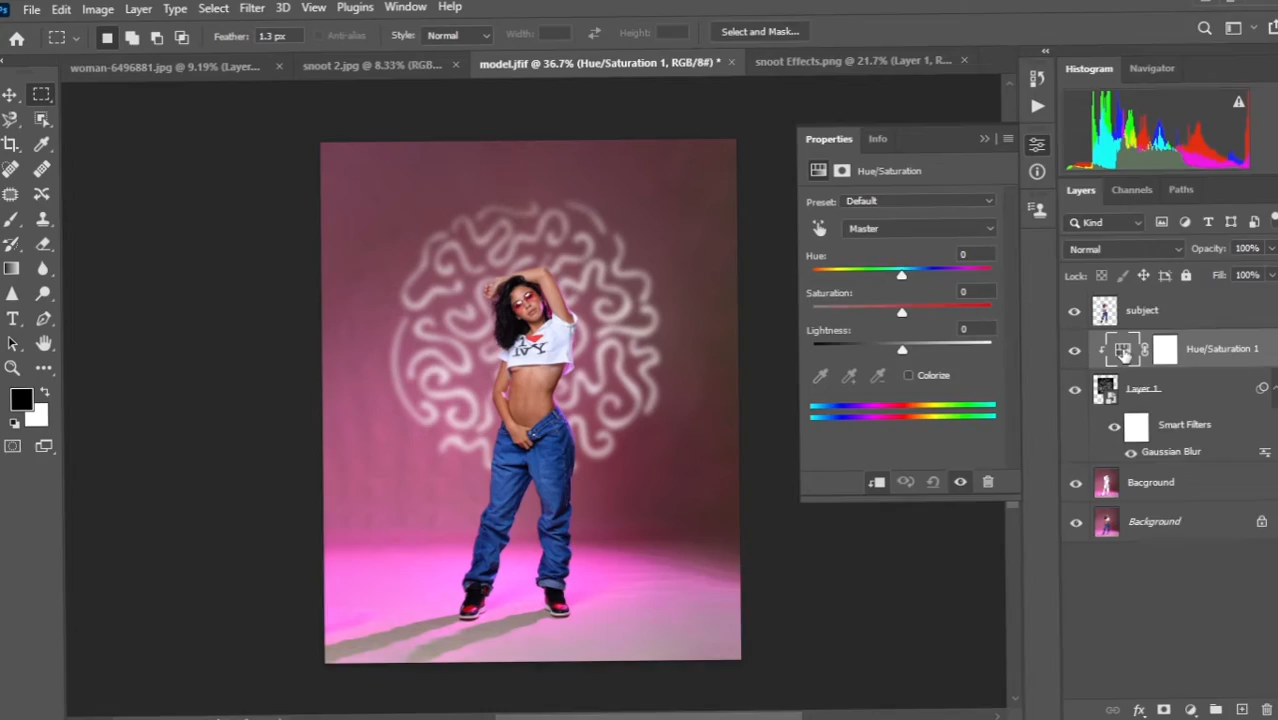 Ps File Edit Image Layer Type Select Filter 3D View Plugins Window Help
Feather: 1.3 px Anti-alias Style: Normal Width: Height: Select and Mask...
woman-6496881.jpg @ 9.19% (Layer... × snoot 2.jpg @ 8.33% (RGB... × model.jfif @ 36.7% (Hue/Saturation 1, RGB/8#) * × snoot Effects.png @ 21.7% (Layer 1, R... ×
Histogram Navigator
Properties Info
Hue/Saturation
Preset: Default
Master
Hue: 0
Saturation: 0
Lightness: 0
Colorize
Layers Channels Paths
Kind
Normal Opacity: 100%
Lock: Fill: 100%
subject
Hue/Saturation 1
Layer 1
Smart Filters
Gaussian Blur
Bacground
Background
I ❤ NY